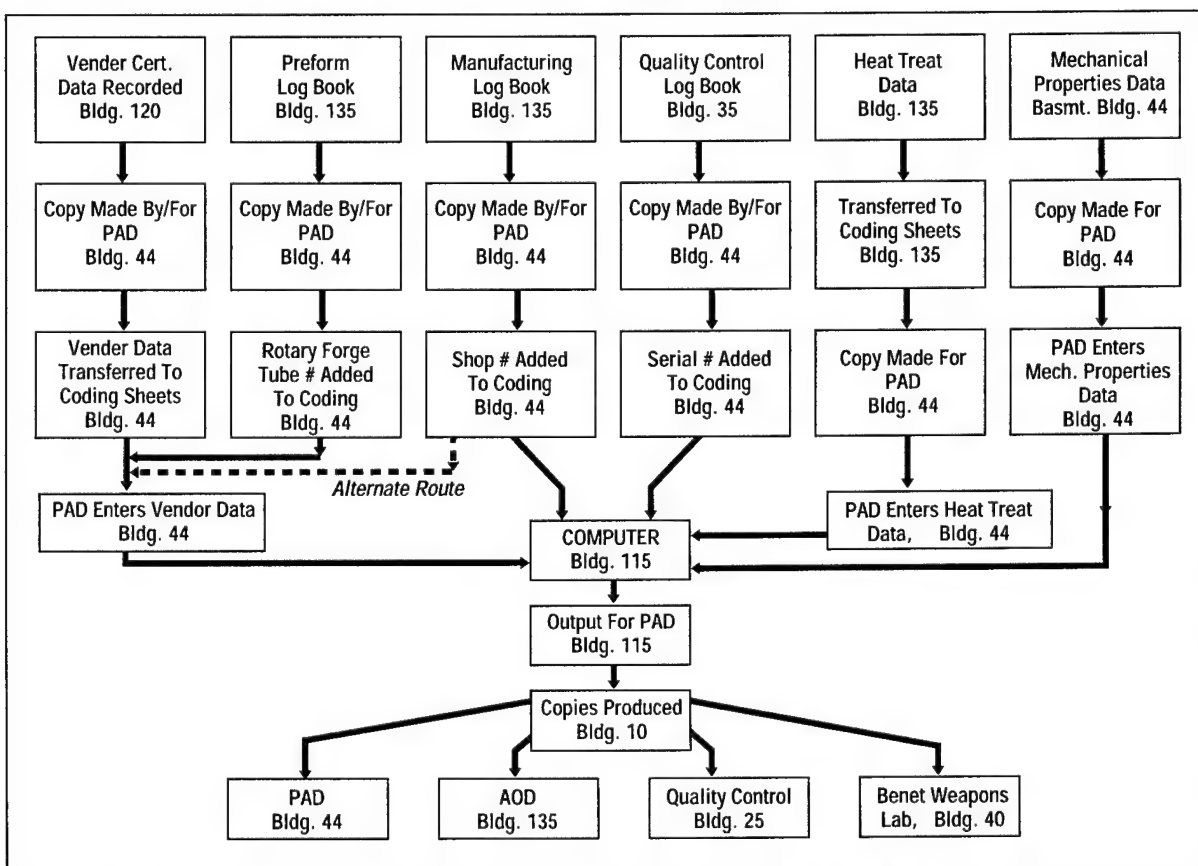 Vender Cert.
Data Recorded
Bldg. 120
Preform
Log Book
Bldg. 135
Manufacturing
Log Book
Bldg. 135
Quality Control
Log Book
Bldg. 35
Heat Treat
Data
Bldg. 135
Mechanical
Properties Data
Basmt. Bldg. 44
Copy Made By/For
PAD
Bldg. 44
Copy Made By/For
PAD
Bldg. 44
Copy Made By/For
PAD
Bldg. 44
Copy Made By/For
PAD
Bldg. 44
Transferred To
Coding Sheets
Bldg. 135
Copy Made For
PAD
Bldg. 44
Vender Data
Transferred To
Coding Sheets
Bldg. 44
Rotary Forge
Tube # Added
To Coding
Bldg. 44
Shop # Added
To Coding
Bldg. 44
Serial # Added
To Coding
Bldg. 44
Copy Made For
PAD
Bldg. 44
PAD Enters
Mech. Properties
Data
Bldg. 44
Alternate Route
PAD Enters Vendor Data
Bldg. 44
COMPUTER
Bldg. 115
PAD Enters Heat Treat
Data, Bldg. 44
Output For PAD
Bldg. 115
Copies Produced
Bldg. 10
PAD
Bldg. 44
AOD
Bldg. 135
Quality Control
Bldg. 25
Benet Weapons
Lab, Bldg. 40